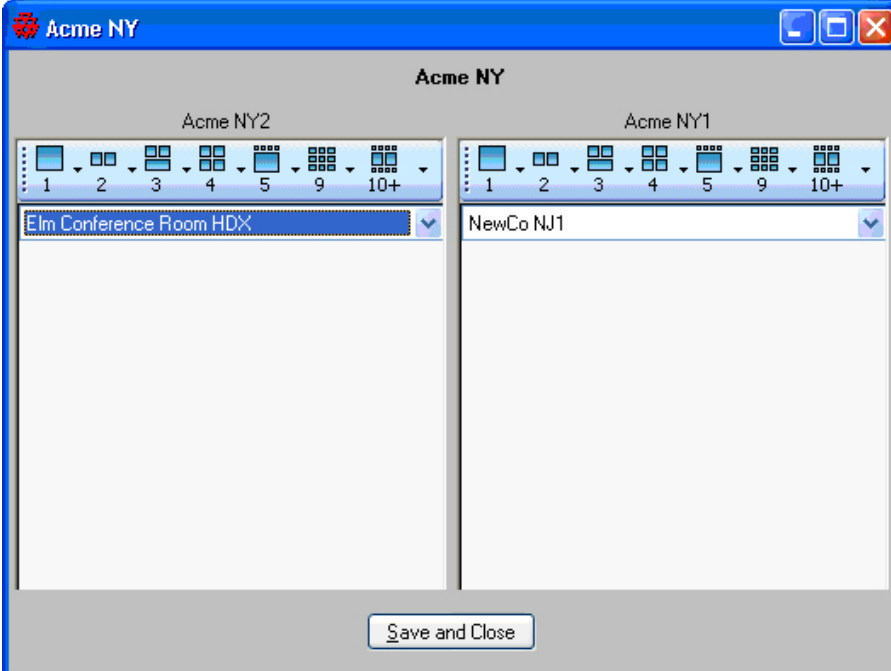 Acme NY
Acme NY
Acme NY2
1 2 3 4 5 9 10+
Elm Conference Room HDX
Acme NY1
1 2 3 4 5 9 10+
NewCo NJ1
Save and Close